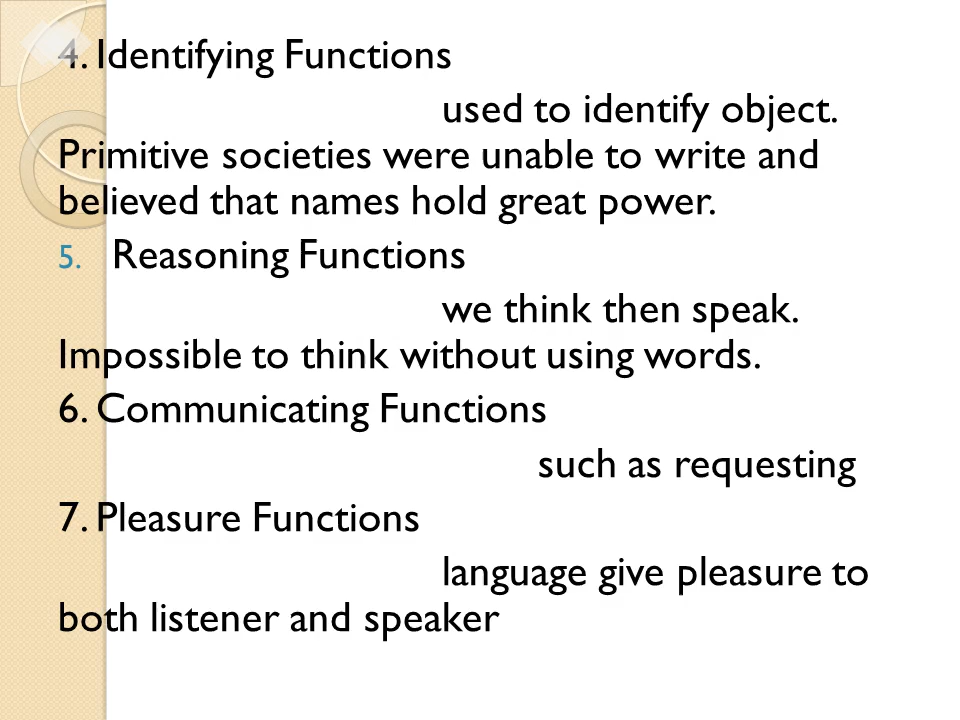 4. Identifying Functions
used to identify object.
Primitive societies were unable to write and
believed that names hold great power.
5. Reasoning Functions
we think then speak.
Impossible to think without using words.
6. Communicating Functions
such as requesting
7. Pleasure Functions
language give pleasure to
both listener and speaker